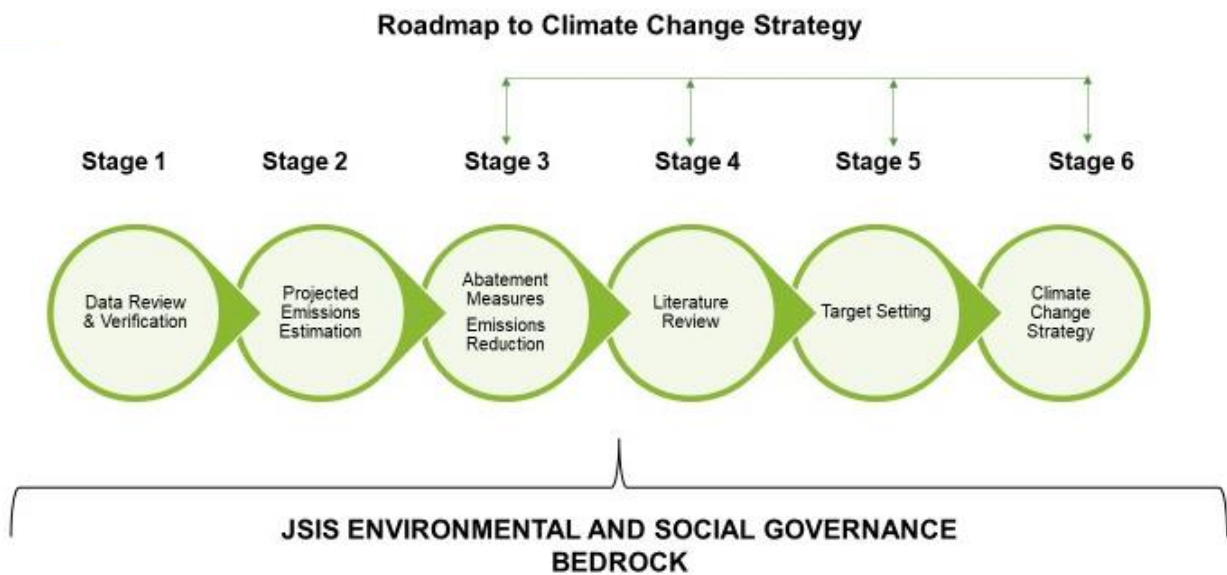 Roadmap to Climate Change Strategy
Stage 1
Stage 2
Stage 3
Stage 4
Stage 5
Stage 6
Data Review
& Verification
Projected
Emissions
Estimation
Abatement
Measures
Emissions
Reduction
Literature
Review
Target Setting
Climate
Change
Strategy
JSIS ENVIRONMENTAL AND SOCIAL GOVERNANCE
BEDROCK